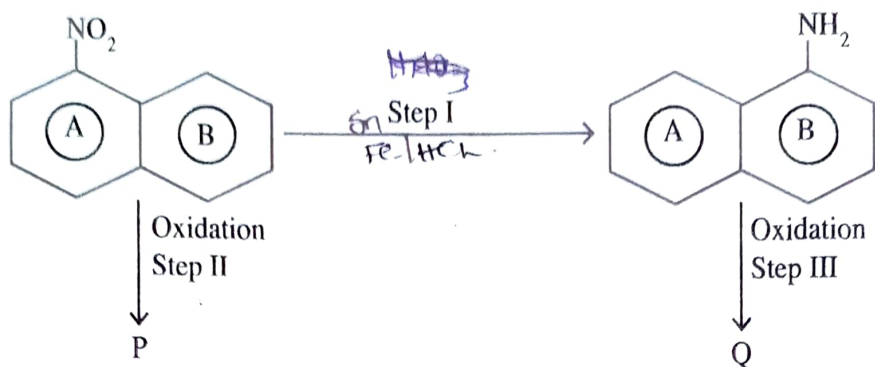 NO₂
NH₂
Step I
Sn
Fe/HCl.
A
B
A
B
Oxidation
Step II
Oxidation
Step III
P
Q